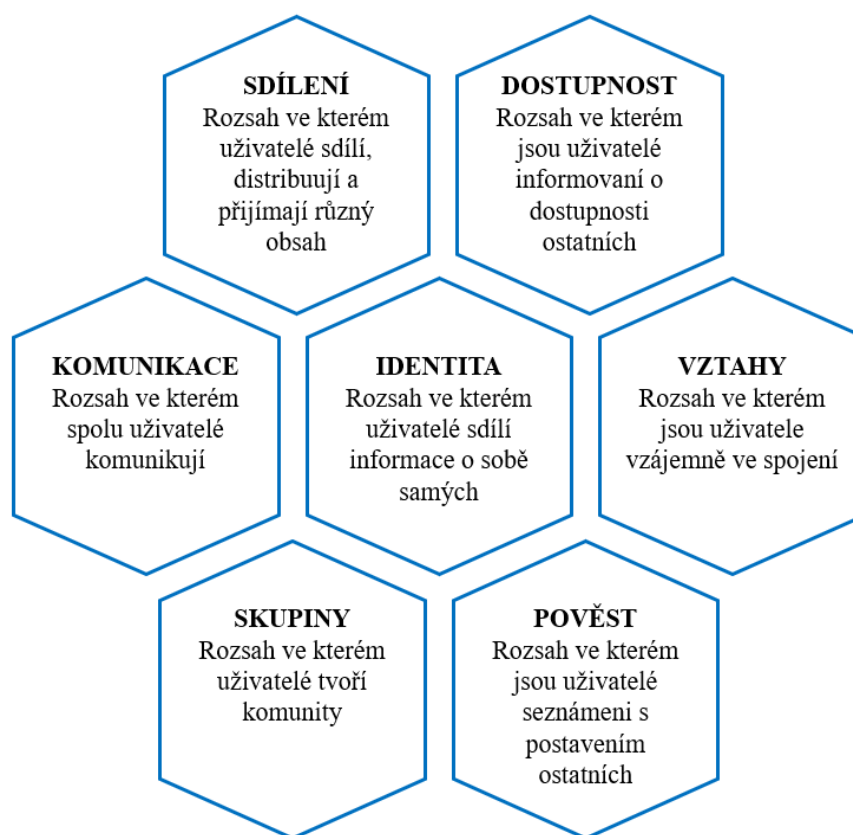 SDÍLENÍ
Rozsah ve kterém
uživatelé sdílí,
distribuují a
přijímají různý
obsah
DOSTUPNOST
Rozsah ve kterém
jsou uživatelé
informovaní o
dostupnosti
ostatních
KOMUNIKACE
Rozsah ve kterém
spolu uživatelé
komunikují
IDENTITA
Rozsah ve kterém
uživatelé sdílí
informace o sobě
samých
VZTAHY
Rozsah ve kterém
jsou uživatele
vzájemně ve spojení
SKUPINY
Rozsah ve kterém
uživatelé tvoří
komunity
POVĚST
Rozsah ve kterém
jsou uživatelé
seznámeni s
postavením
ostatních